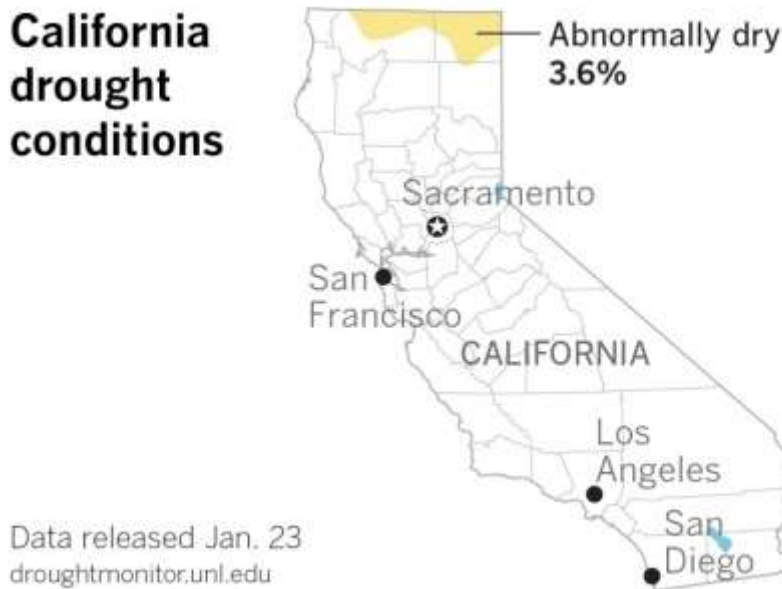 California
drought
conditions
Abnormally dry
3.6%
Sacramento
San
Francisco
CALIFORNIA
Los
Angeles
San
Diego
Data released Jan. 23
droughtmonitor.unl.edu